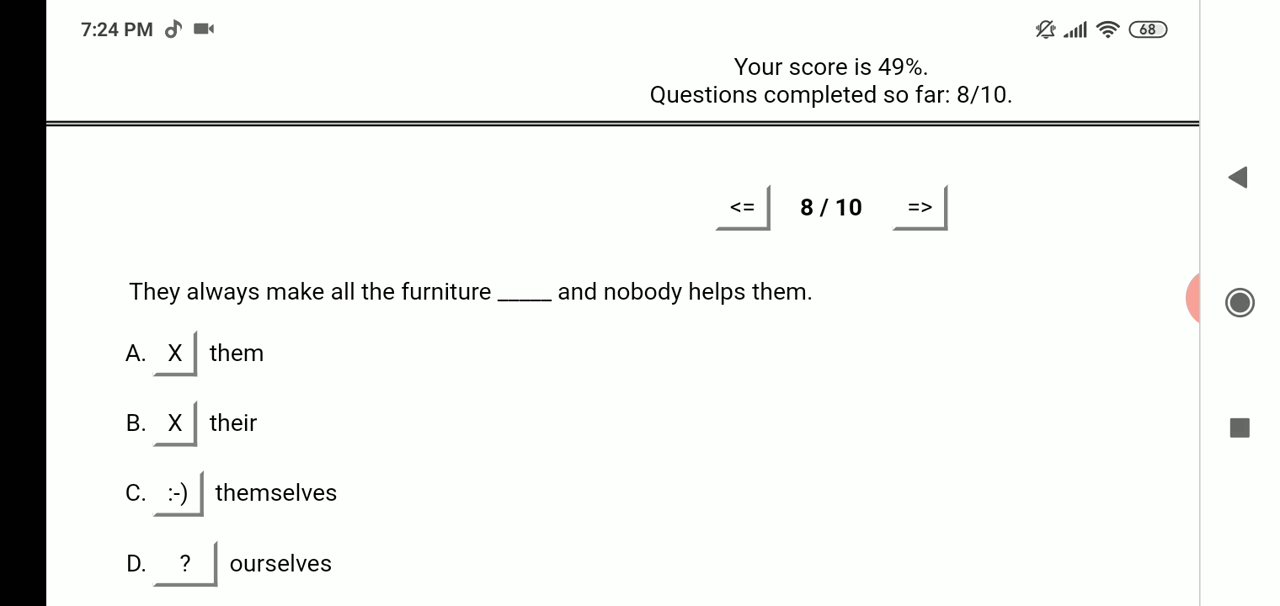 7:24 PM
68
Your score is 49%.
Questions completed so far: 8/10.
<= 8 / 10 =>
They always make all the furniture _____ and nobody helps them.
A. X them
B. X their
C. :-) themselves
D. ? ourselves